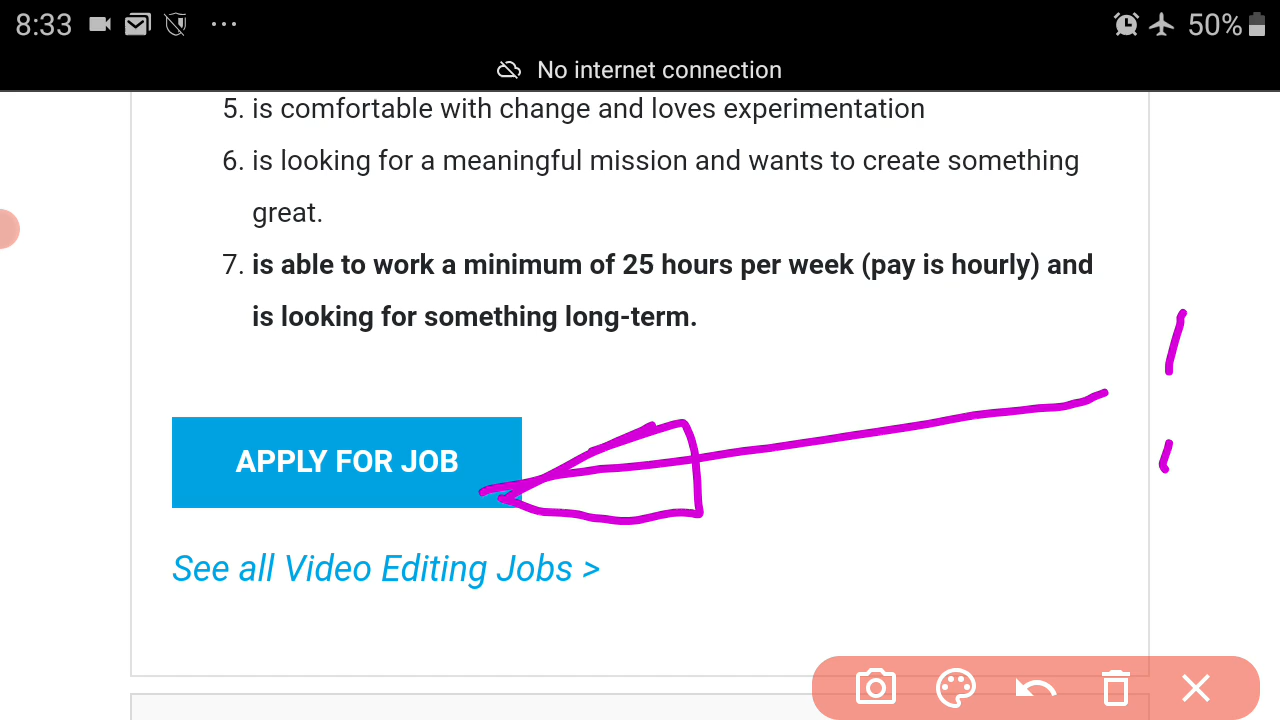 8:33
50%
No internet connection
5. is comfortable with change and loves experimentation
6. is looking for a meaningful mission and wants to create something
great.
7. is able to work a minimum of 25 hours per week (pay is hourly) and
is looking for something long-term.
APPLY FOR JOB
See all Video Editing Jobs >